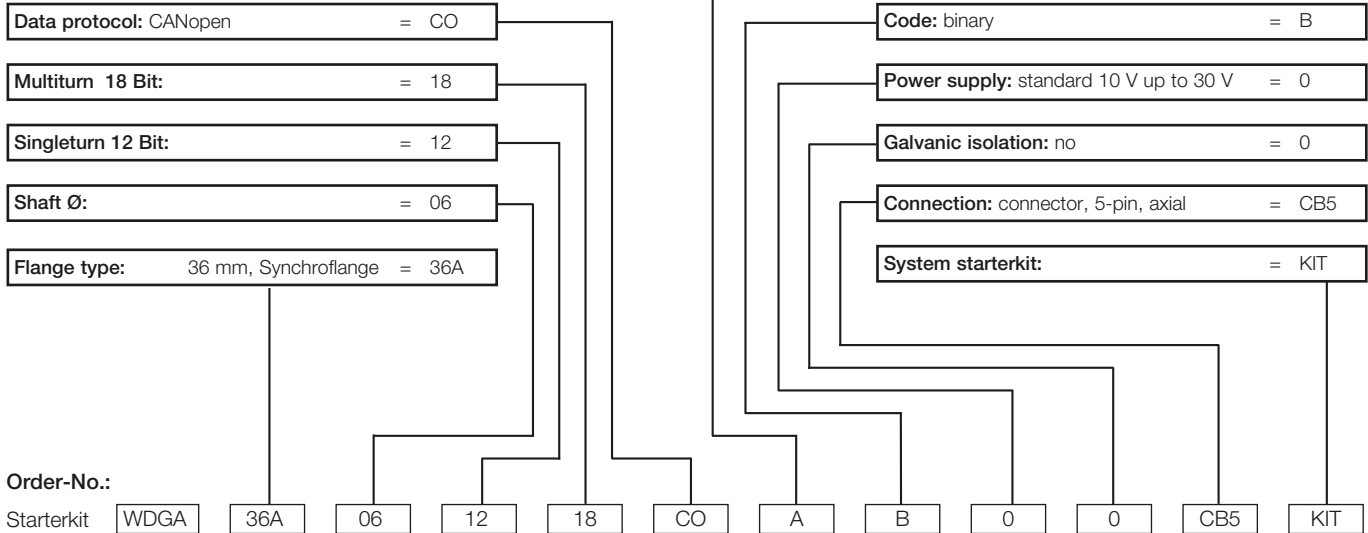 Data protocol: CANopen = CO
Multiturn 18 Bit: = 18
Singleturn 12 Bit: = 12
Shaft Ø: = 06
Flange type: 36 mm, Synchroflange = 36A
Code: binary = B
Power supply: standard 10 V up to 30 V = 0
Galvanic isolation: no = 0
Connection: connector, 5-pin, axial = CB5
System starterkit: = KIT
Order-No.:
Starterkit WDGA 36A 06 12 18 CO A B 0 0 CB5 KIT